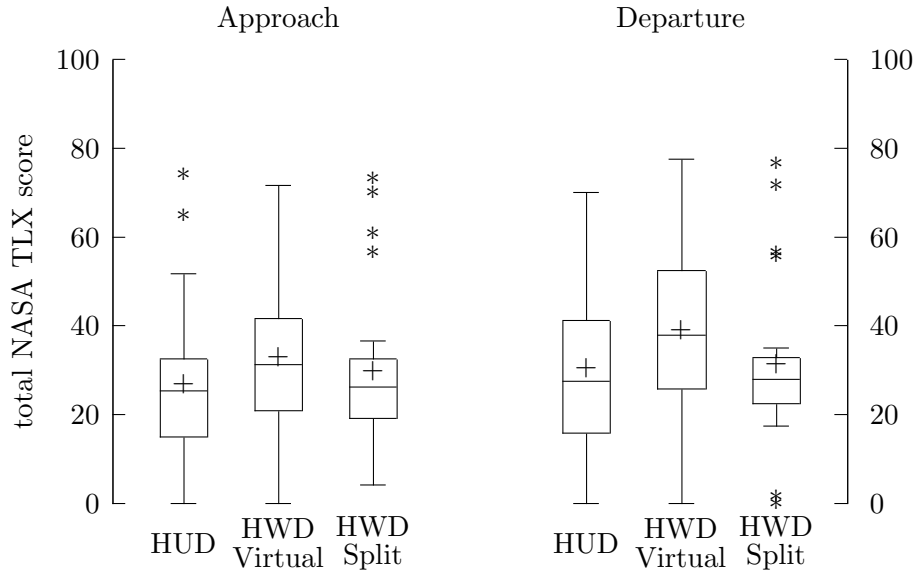 Approach
Departure
total NASA TLX score
100
80
60
40
20
0
100
80
60
40
20
0
HUD
HWD
Virtual
HWD
Split
HUD
HWD
Virtual
HWD
Split